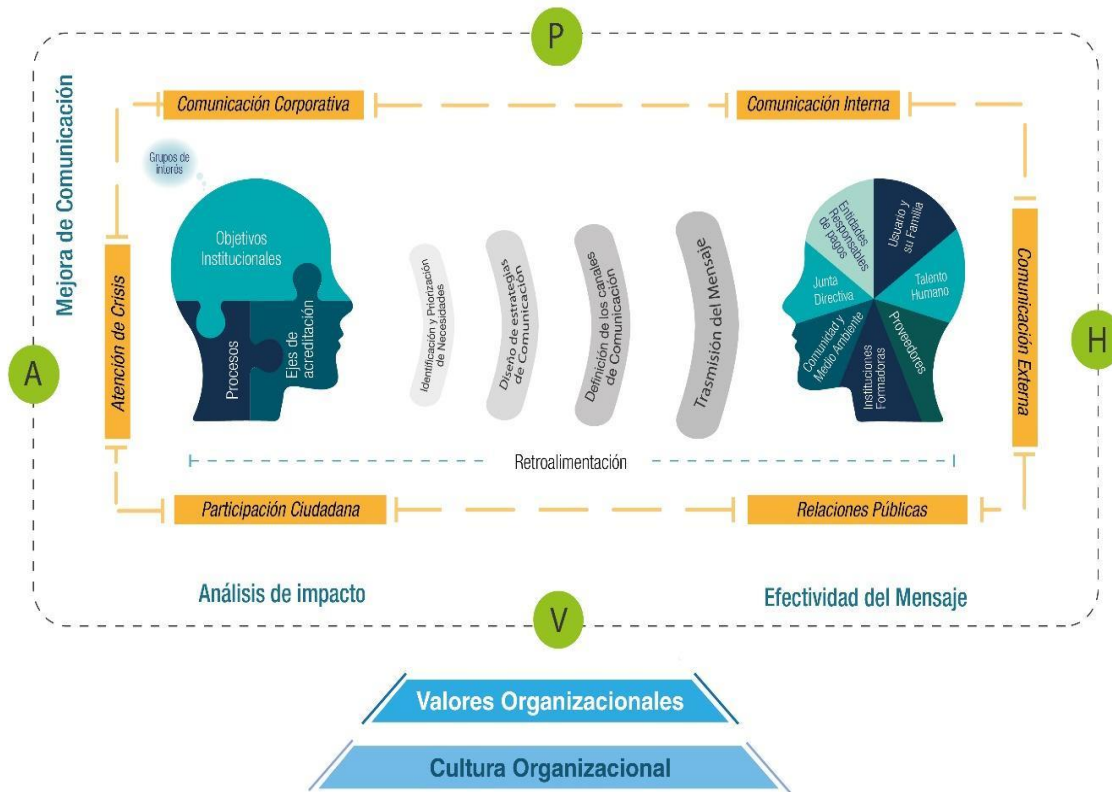 P
Mejora de Comunicación
Comunicación Corporativa
Comunicación Interna
Grupos de
interés
Objetivos
Institucionales
Procesos
Ejes de
acreditación
Identificación y Priorización
de Necesidades
Diseño de estrategias
de Comunicación
Definición de los canales
de Comunicación
Trasmisión del Mensaje
Entidades
Responsables
de pagos
Usuario y
su Familia
Junta
Directiva
Talento
Humano
Comunidad y
Medio Ambiente
Proveedores
Instituciones
Formadoras
Atención de Crisis
Comunicación Externa
A
H
Retroalimentación
Participación Ciudadana
Relaciones Públicas
Análisis de impacto
Efectividad del Mensaje
V
Valores Organizacionales
Cultura Organizacional